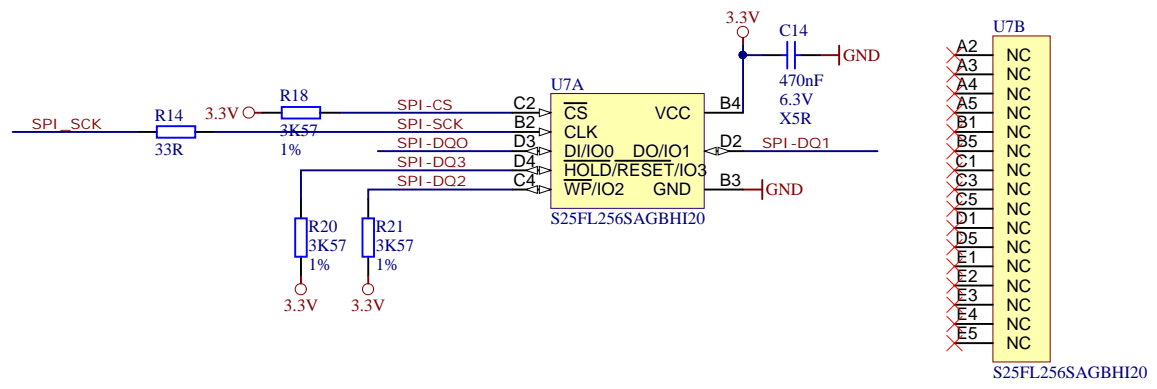 3.3V
C14
GND
470nF
6.3V
X5R
U7A
R18
3.3V
3K57
1%
SPI-CS
C2
CS
VCC
B4
SPI_SCK
R14
33R
SPI-SCK
B2
CLK
SPI-DQ0
D3
DI/IO0
DO/IO1
D2
SPI-DQ1
SPI-DQ3
D4
HOLD/RESET/IO3
SPI-DQ2
C4
WP/IO2
GND
B3
GND
S25FL256SAGBHI20
R20
3K57
1%
3.3V
R21
3K57
1%
3.3V
U7B
A2 NC
A3 NC
A4 NC
A5 NC
B1 NC
B5 NC
C1 NC
C3 NC
C5 NC
D1 NC
D5 NC
E1 NC
E2 NC
E3 NC
E4 NC
E5 NC
S25FL256SAGBHI20